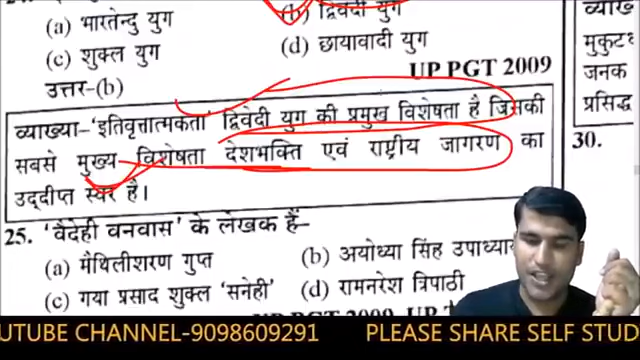 (a) भारतेन्दु युग
(b) द्विवेदी युग
(c) शुक्ल युग
(d) छायावादी युग
उत्तर-(b)
UP PGT 2009
व्याख्या-'इतिवृत्तात्मकता' द्विवेदी युग की प्रमुख विशेषता है जिसकी
सबसे मुख्य विशेषता देशभक्ति एवं राष्ट्रीय जागरण का
उद्दीप्त स्वर है।
25. 'वैदेही वनवास' के लेखक हैं-
(a) मैथिलीशरण गुप्त
(b) अयोध्या सिंह उपाध्याय
(c) गया प्रसाद शुक्ल 'सनेही'
(d) रामनरेश त्रिपाठी
व्याख
मुकुट
जनक
प्रसिद्ध
30.
UTUBE CHANNEL-9098609291 PLEASE SHARE SELF STUD